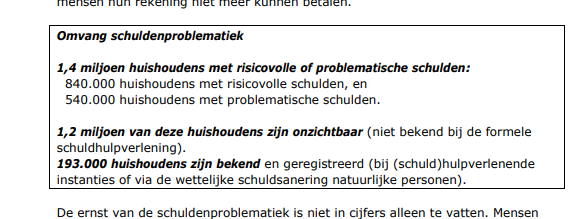 mensen hun rekening niet meer kunnen betalen.
Omvang schuldenproblematiek
1,4 miljoen huishoudens met risicovolle of problematische schulden:
840.000 huishoudens met risicovolle schulden, en
540.000 huishoudens met problematische schulden.
1,2 miljoen van deze huishoudens zijn onzichtbaar (niet bekend bij de formele
schuldhulpverlening).
193.000 huishoudens zijn bekend en geregistreerd (bij (schuld)hulpverlenende
instanties of via de wettelijke schuldsanering natuurlijke personen).
De ernst van de schuldenproblematiek is niet in cijfers alleen te vatten. Mensen